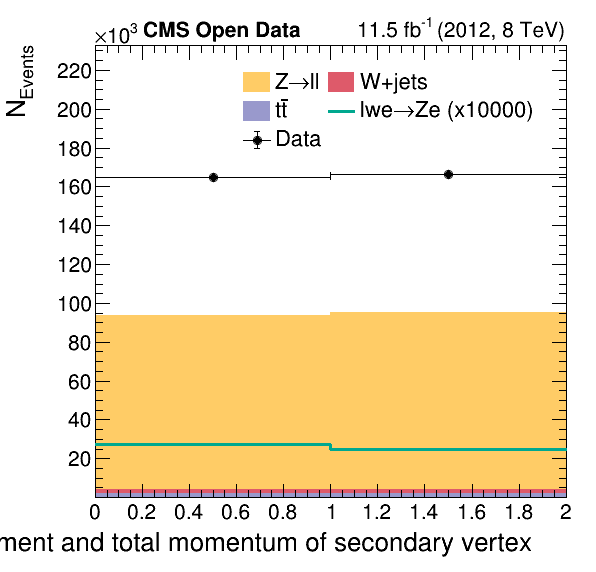 ×10³ CMS Open Data 11.5 fb⁻¹ (2012, 8 TeV)
N_Events
Z→ll W+jets
tt̄ lwe→Ze (x10000)
Data
220
200
180
160
140
120
100
80
60
40
20
0 0.2 0.4 0.6 0.8 1 1.2 1.4 1.6 1.8 2
ment and total momentum of secondary vertex